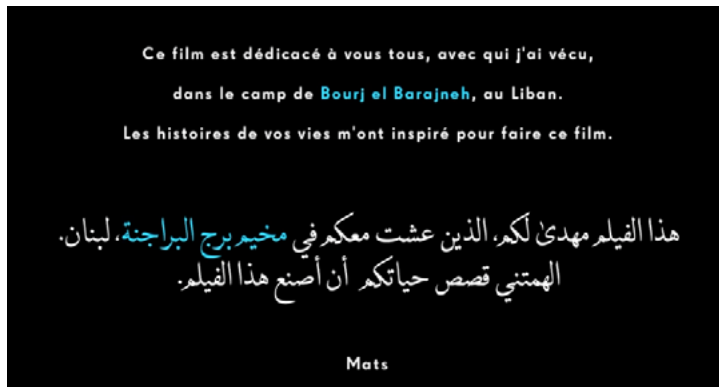 Ce film est dédicacé à vous tous, avec qui j'ai vécu,
dans le camp de Bourj el Barajneh, au Liban.
Les histoires de vos vies m'ont inspiré pour faire ce film.
هذا الفيلم مهدىٰ لكم، الذين عشت معكم في مخيم برج البراجنة، لبنان.
الهمتني قصص حياتكم أن أصنع هذا الفيلم.
Mats